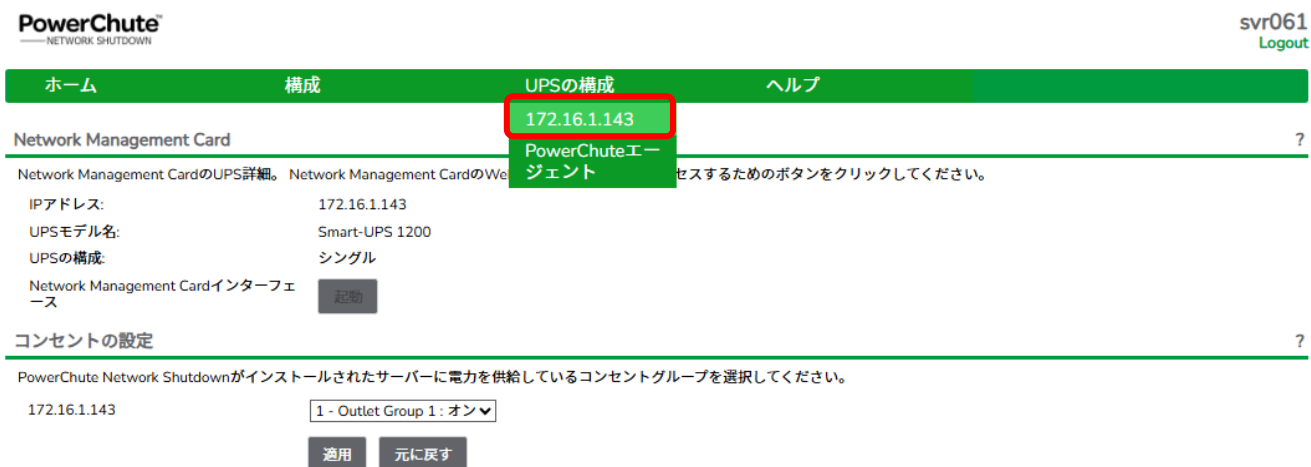 PowerChute™
NETWORK SHUTDOWN
svr061
Logout
ホーム 構成 UPSの構成 ヘルプ
172.16.1.143
PowerChuteエー
ジェント
Network Management Card ?
Network Management CardのUPS詳細。 Network Management CardのWe セスするためのボタンをクリックしてください。
IPアドレス: 172.16.1.143
UPSモデル名: Smart-UPS 1200
UPSの構成: シングル
Network Management Cardインターフェ
ース 起動
コンセントの設定 ?
PowerChute Network Shutdownがインストールされたサーバーに電力を供給しているコンセントグループを選択してください。
172.16.1.143 1 - Outlet Group 1 : オン
適用 元に戻す